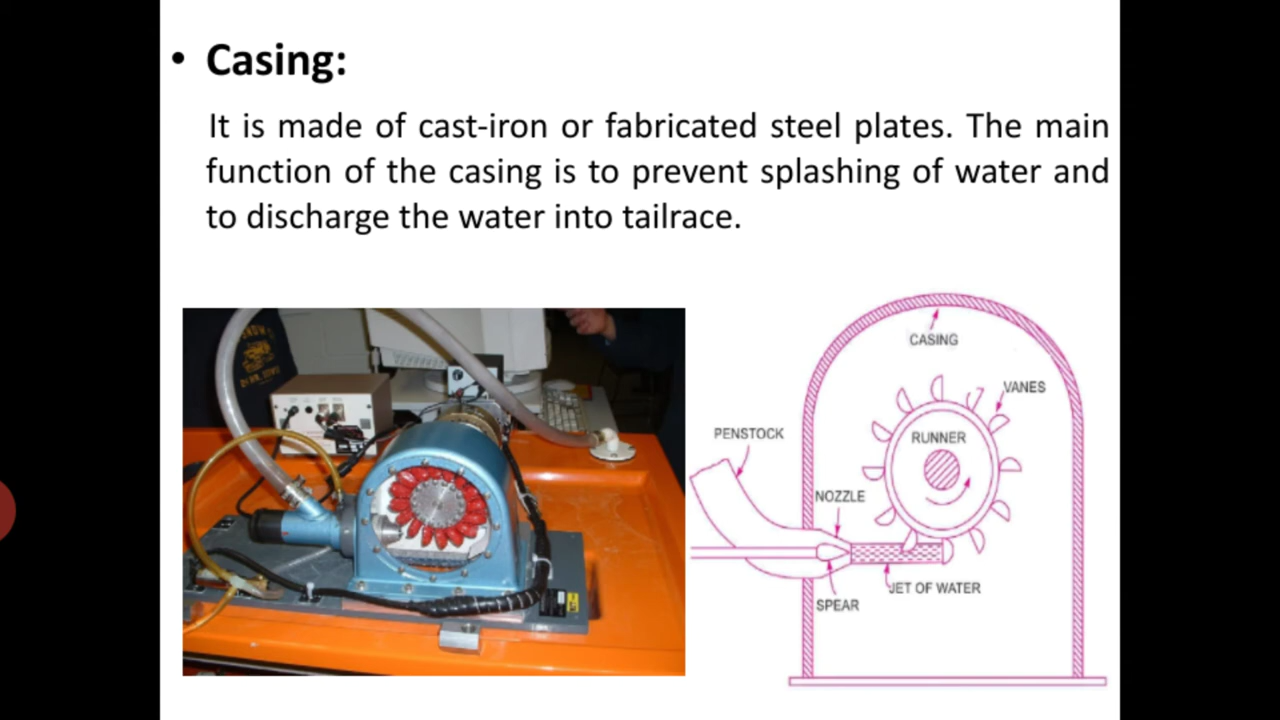 • Casing:
It is made of cast-iron or fabricated steel plates. The main
function of the casing is to prevent splashing of water and
to discharge the water into tailrace.
CASING
VANES
PENSTOCK
RUNNER
NOZZLE
JET OF WATER
SPEAR